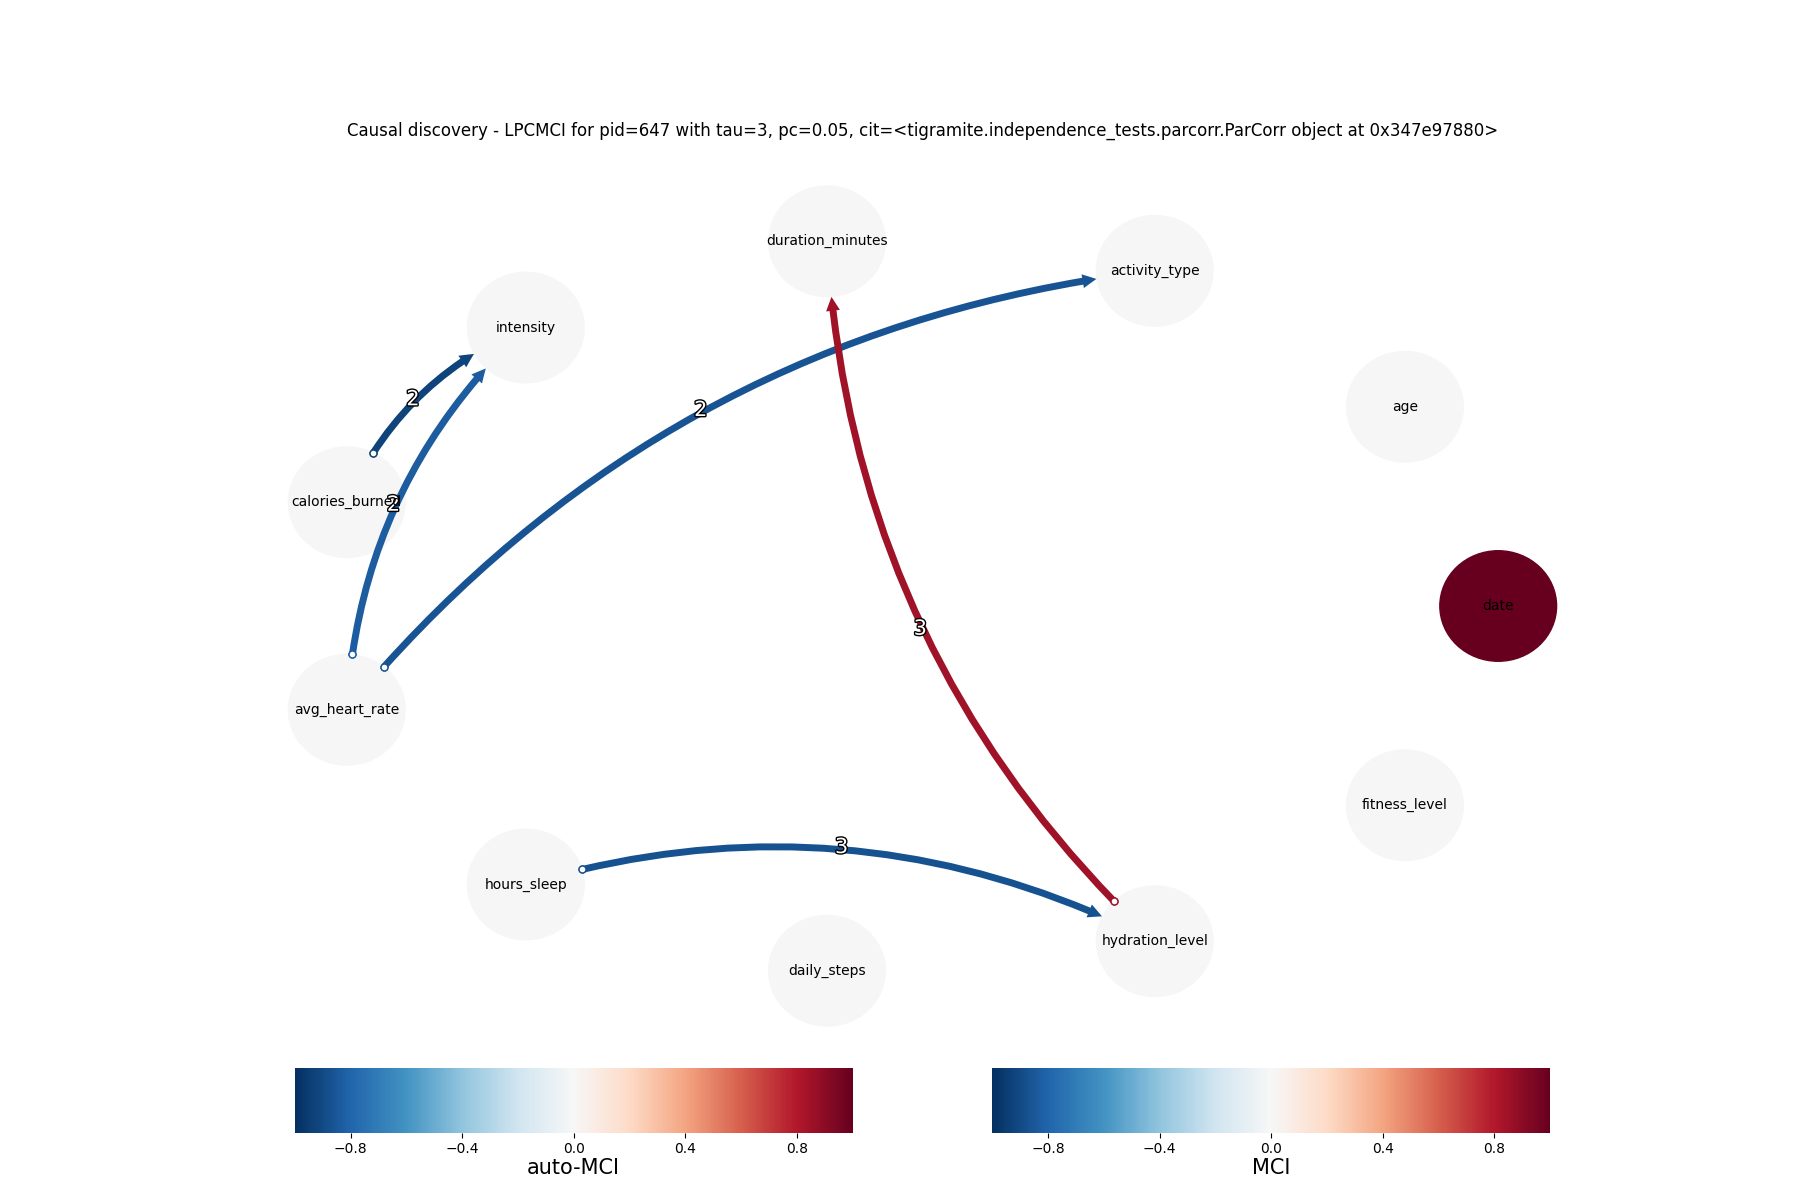 Causal discovery - LPCMCI for pid=647 with tau=3, pc=0.05, cit=<tigramite.independence_tests.parcorr.ParCorr object at 0x347e97880>
duration_minutes
activity_type
intensity
age
2
2
calories_burned
2
date
3
avg_heart_rate
fitness_level
3
hours_sleep
hydration_level
daily_steps
−0.8 −0.4 0.0 0.4 0.8
auto-MCI
−0.8 −0.4 0.0 0.4 0.8
MCI